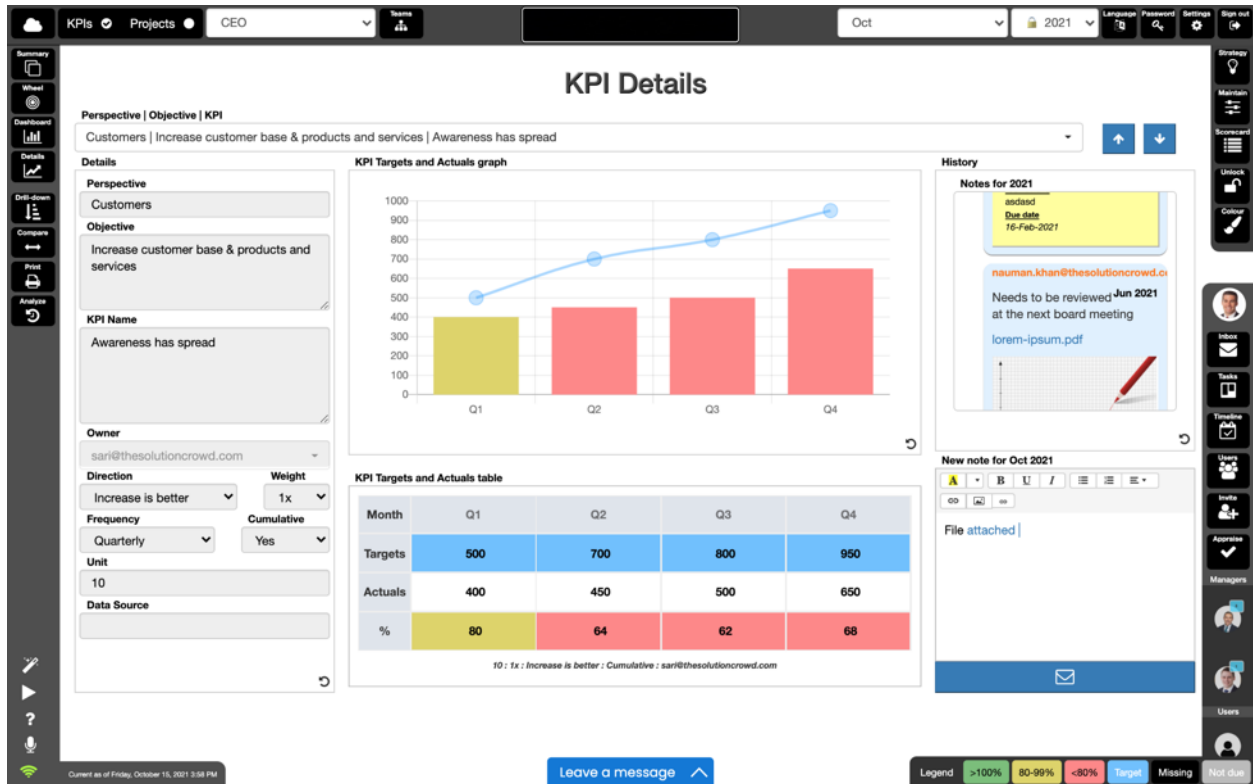 KPIs
Projects
CEO
Teams
Oct
2021
Language
Password
Settings
Sign out
Summary
Wheel
Dashboard
Details
Drill-down
Compare
Print
Analyze
Strategy
Maintain
Scorecard
Unlock
Colour
KPI Details
Perspective | Objective | KPI
Customers | Increase customer base & products and services | Awareness has spread
Details
Perspective
Customers
Objective
Increase customer base & products and
services
KPI Name
Awareness has spread
Owner
sari@thesolutioncrowd.com
Direction
Weight
Increase is better
1x
Frequency
Cumulative
Quarterly
Yes
Unit
10
Data Source
KPI Targets and Actuals graph
1000
900
800
700
600
500
400
300
200
100
0
Q1
Q2
Q3
Q4
KPI Targets and Actuals table
Month Q1 Q2 Q3 Q4
Targets 500 700 800 950
Actuals 400 450 500 650
% 80 64 62 68
10 : 1x : Increase is better : Cumulative : sari@thesolutioncrowd.com
History
Notes for 2021
asdasd
Due date
16-Feb-2021
nauman.khan@thesolutioncrowd.co
Needs to be reviewed Jun 2021
at the next board meeting
lorem-ipsum.pdf
New note for Oct 2021
A
B U I
File attached
Inbox
Tasks
Timeline
Users
Invite
Appraise
Managers
Users
?
Current as of Friday, October 15, 2021 3:58 PM
Leave a message
Legend >100% 80-99% <80% Target Missing Not due